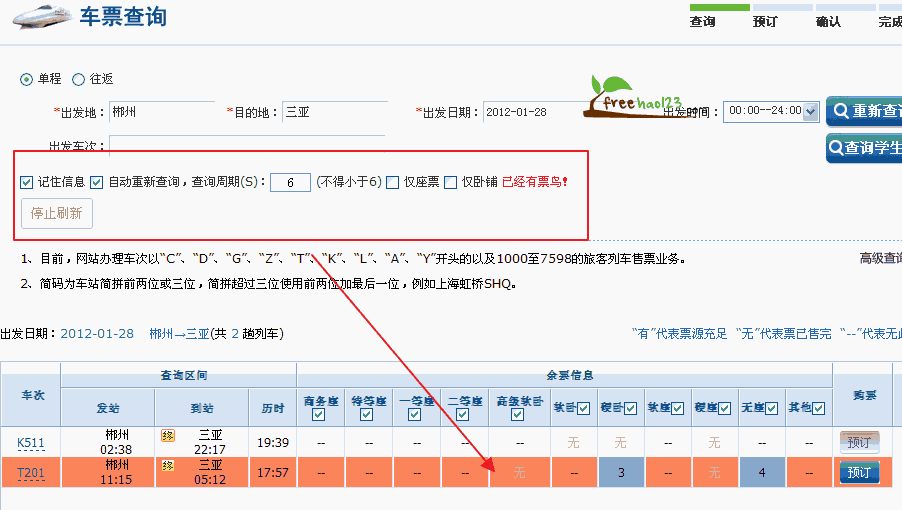 车票查询
查询 预订 确认 完成
单程 往返
*出发地： 郴州 *目的地： 三亚 *出发日期： 2012-01-28 freehao123 出发时间： 00:00--24:00 重新查
出发车次：
查询学生
记住信息 自动重新查询，查询周期(S)： 6 (不得小于6) 仅座票 仅卧铺 已经有票鸟!
停止刷新
1、目前，网站办理车次以“C”、“D”、“G”、“Z”、“T”、“K”、“L”、“A”、“Y”开头的以及1000至7598的旅客列车售票业务。 高级查询
2、简码为车站简拼前两位或三位，简拼超过三位使用前两位加最后一位，例如上海虹桥SHQ。
出发日期：2012-01-28 郴州→三亚(共 2 趟列车) “有”代表票源充足 “无”代表票已售完 “--”代表无此
车次 查询区间 余票信息 购票
发站 到站 历时 商务座 特等座 一等座 二等座 高级软卧 软卧 硬卧 软座 硬座 无座 其他
K511 郴州 02:38 终 三亚 22:17 19:39 -- -- -- -- -- 无 无 -- 无 -- -- 预订
T201 郴州 11:15 终 三亚 05:12 17:57 -- -- -- -- 无 -- 3 -- 无 4 -- 预订